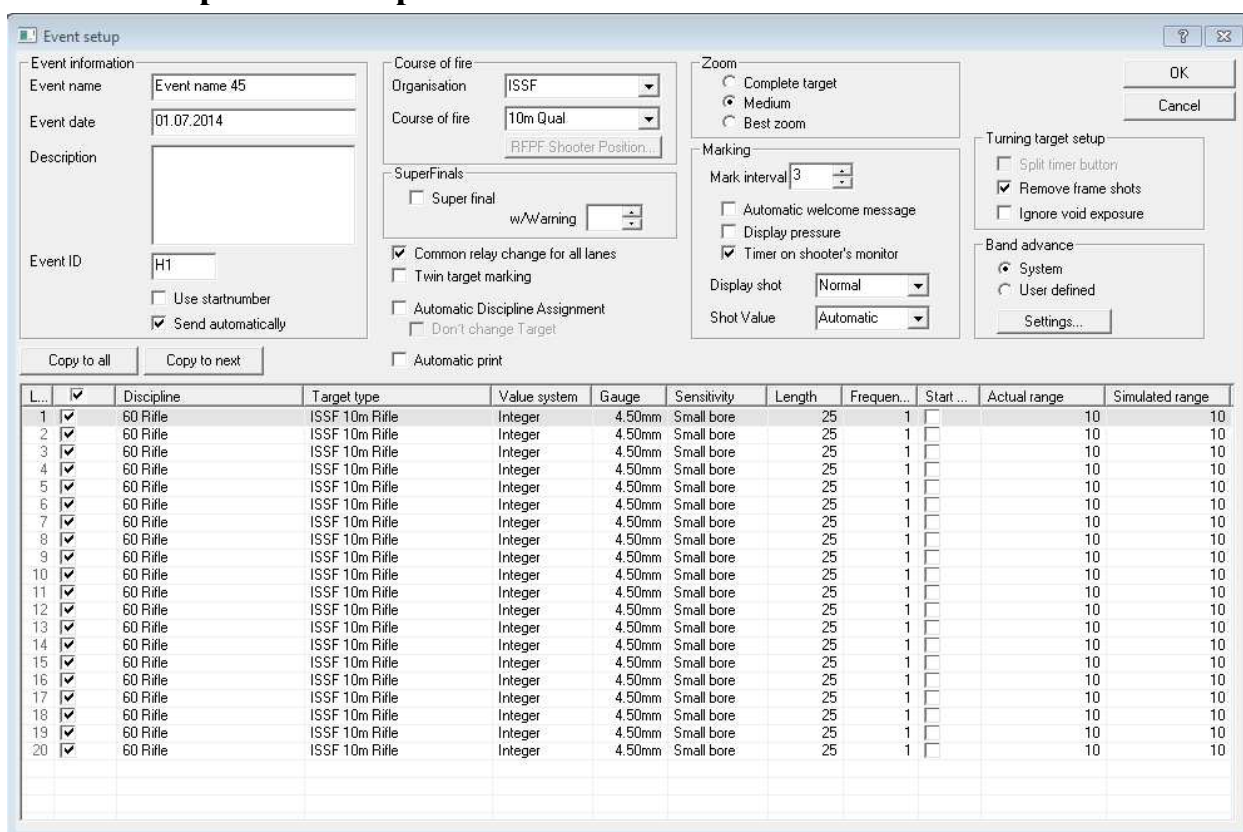 Event setup
Event information
Event name Event name 45
Event date 01.07.2014
Description
Event ID H1
Use startnumber
Send automatically
Copy to all Copy to next
Course of fire
Organisation ISSF
Course of fire 10m Qual
RFPF Shooter Position...
SuperFinals
Super final
w/Warning
Common relay change for all lanes
Twin target marking
Automatic Discipline Assignment
Don't change Target
Automatic print
Zoom
Complete target
Medium
Best zoom
Marking
Mark interval 3
Automatic welcome message
Display pressure
Timer on shooter's monitor
Display shot Normal
Shot Value Automatic
OK
Cancel
Turning target setup
Split timer button
Remove frame shots
Ignore void exposure
Band advance
System
User defined
Settings...
L... Discipline Target type Value system Gauge Sensitivity Length Frequen... Start ... Actual range Simulated range
1 60 Rifle ISSF 10m Rifle Integer 4.50mm Small bore 25 1 10 10
2 60 Rifle ISSF 10m Rifle Integer 4.50mm Small bore 25 1 10 10
3 60 Rifle ISSF 10m Rifle Integer 4.50mm Small bore 25 1 10 10
4 60 Rifle ISSF 10m Rifle Integer 4.50mm Small bore 25 1 10 10
5 60 Rifle ISSF 10m Rifle Integer 4.50mm Small bore 25 1 10 10
6 60 Rifle ISSF 10m Rifle Integer 4.50mm Small bore 25 1 10 10
7 60 Rifle ISSF 10m Rifle Integer 4.50mm Small bore 25 1 10 10
8 60 Rifle ISSF 10m Rifle Integer 4.50mm Small bore 25 1 10 10
9 60 Rifle ISSF 10m Rifle Integer 4.50mm Small bore 25 1 10 10
10 60 Rifle ISSF 10m Rifle Integer 4.50mm Small bore 25 1 10 10
11 60 Rifle ISSF 10m Rifle Integer 4.50mm Small bore 25 1 10 10
12 60 Rifle ISSF 10m Rifle Integer 4.50mm Small bore 25 1 10 10
13 60 Rifle ISSF 10m Rifle Integer 4.50mm Small bore 25 1 10 10
14 60 Rifle ISSF 10m Rifle Integer 4.50mm Small bore 25 1 10 10
15 60 Rifle ISSF 10m Rifle Integer 4.50mm Small bore 25 1 10 10
16 60 Rifle ISSF 10m Rifle Integer 4.50mm Small bore 25 1 10 10
17 60 Rifle ISSF 10m Rifle Integer 4.50mm Small bore 25 1 10 10
18 60 Rifle ISSF 10m Rifle Integer 4.50mm Small bore 25 1 10 10
19 60 Rifle ISSF 10m Rifle Integer 4.50mm Small bore 25 1 10 10
20 60 Rifle ISSF 10m Rifle Integer 4.50mm Small bore 25 1 10 10